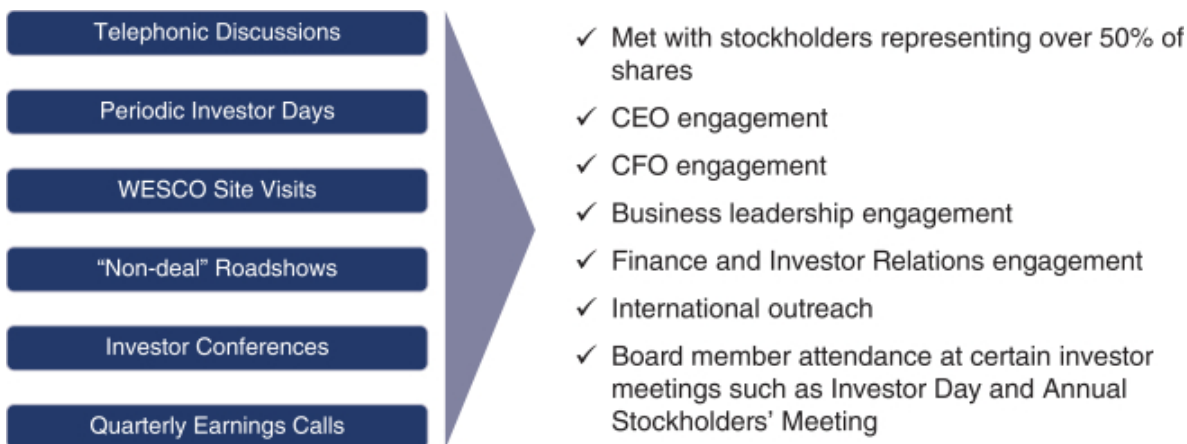 Telephonic Discussions
Periodic Investor Days
WESCO Site Visits
“Non-deal” Roadshows
Investor Conferences
Quarterly Earnings Calls
✓ Met with stockholders representing over 50% of
shares
✓ CEO engagement
✓ CFO engagement
✓ Business leadership engagement
✓ Finance and Investor Relations engagement
✓ International outreach
✓ Board member attendance at certain investor
meetings such as Investor Day and Annual
Stockholders’ Meeting